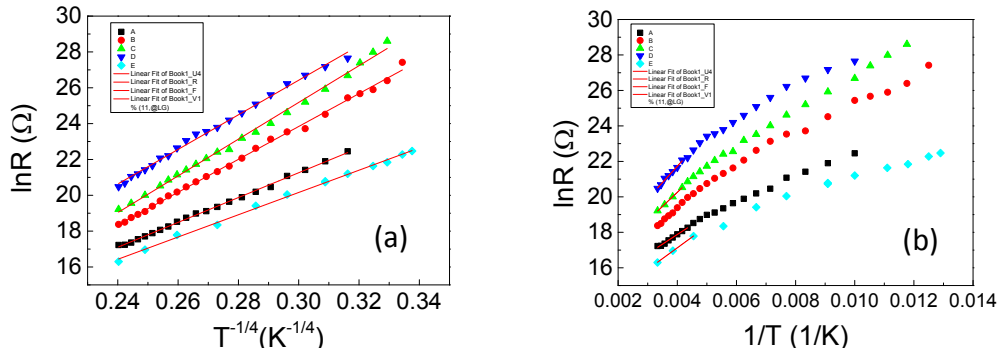 30
28
26
24
22
20
18
16
lnR (Ω)
A
B
C
D
E
Linear Fit of Book1_U4
Linear Fit of Book1_R
Linear Fit of Book1_F
Linear Fit of Book1_V1
% (11,@LG)
(a)
0.24 0.26 0.28 0.30 0.32 0.34
T-1/4(K-1/4)
30
28
26
24
22
20
18
16
lnR (Ω)
A
B
C
D
E
Linear Fit of Book1_U4
Linear Fit of Book1_R
Linear Fit of Book1_F
Linear Fit of Book1_V1
% (11,@LG)
(b)
0.002 0.004 0.006 0.008 0.010 0.012 0.014
1/T (1/K)